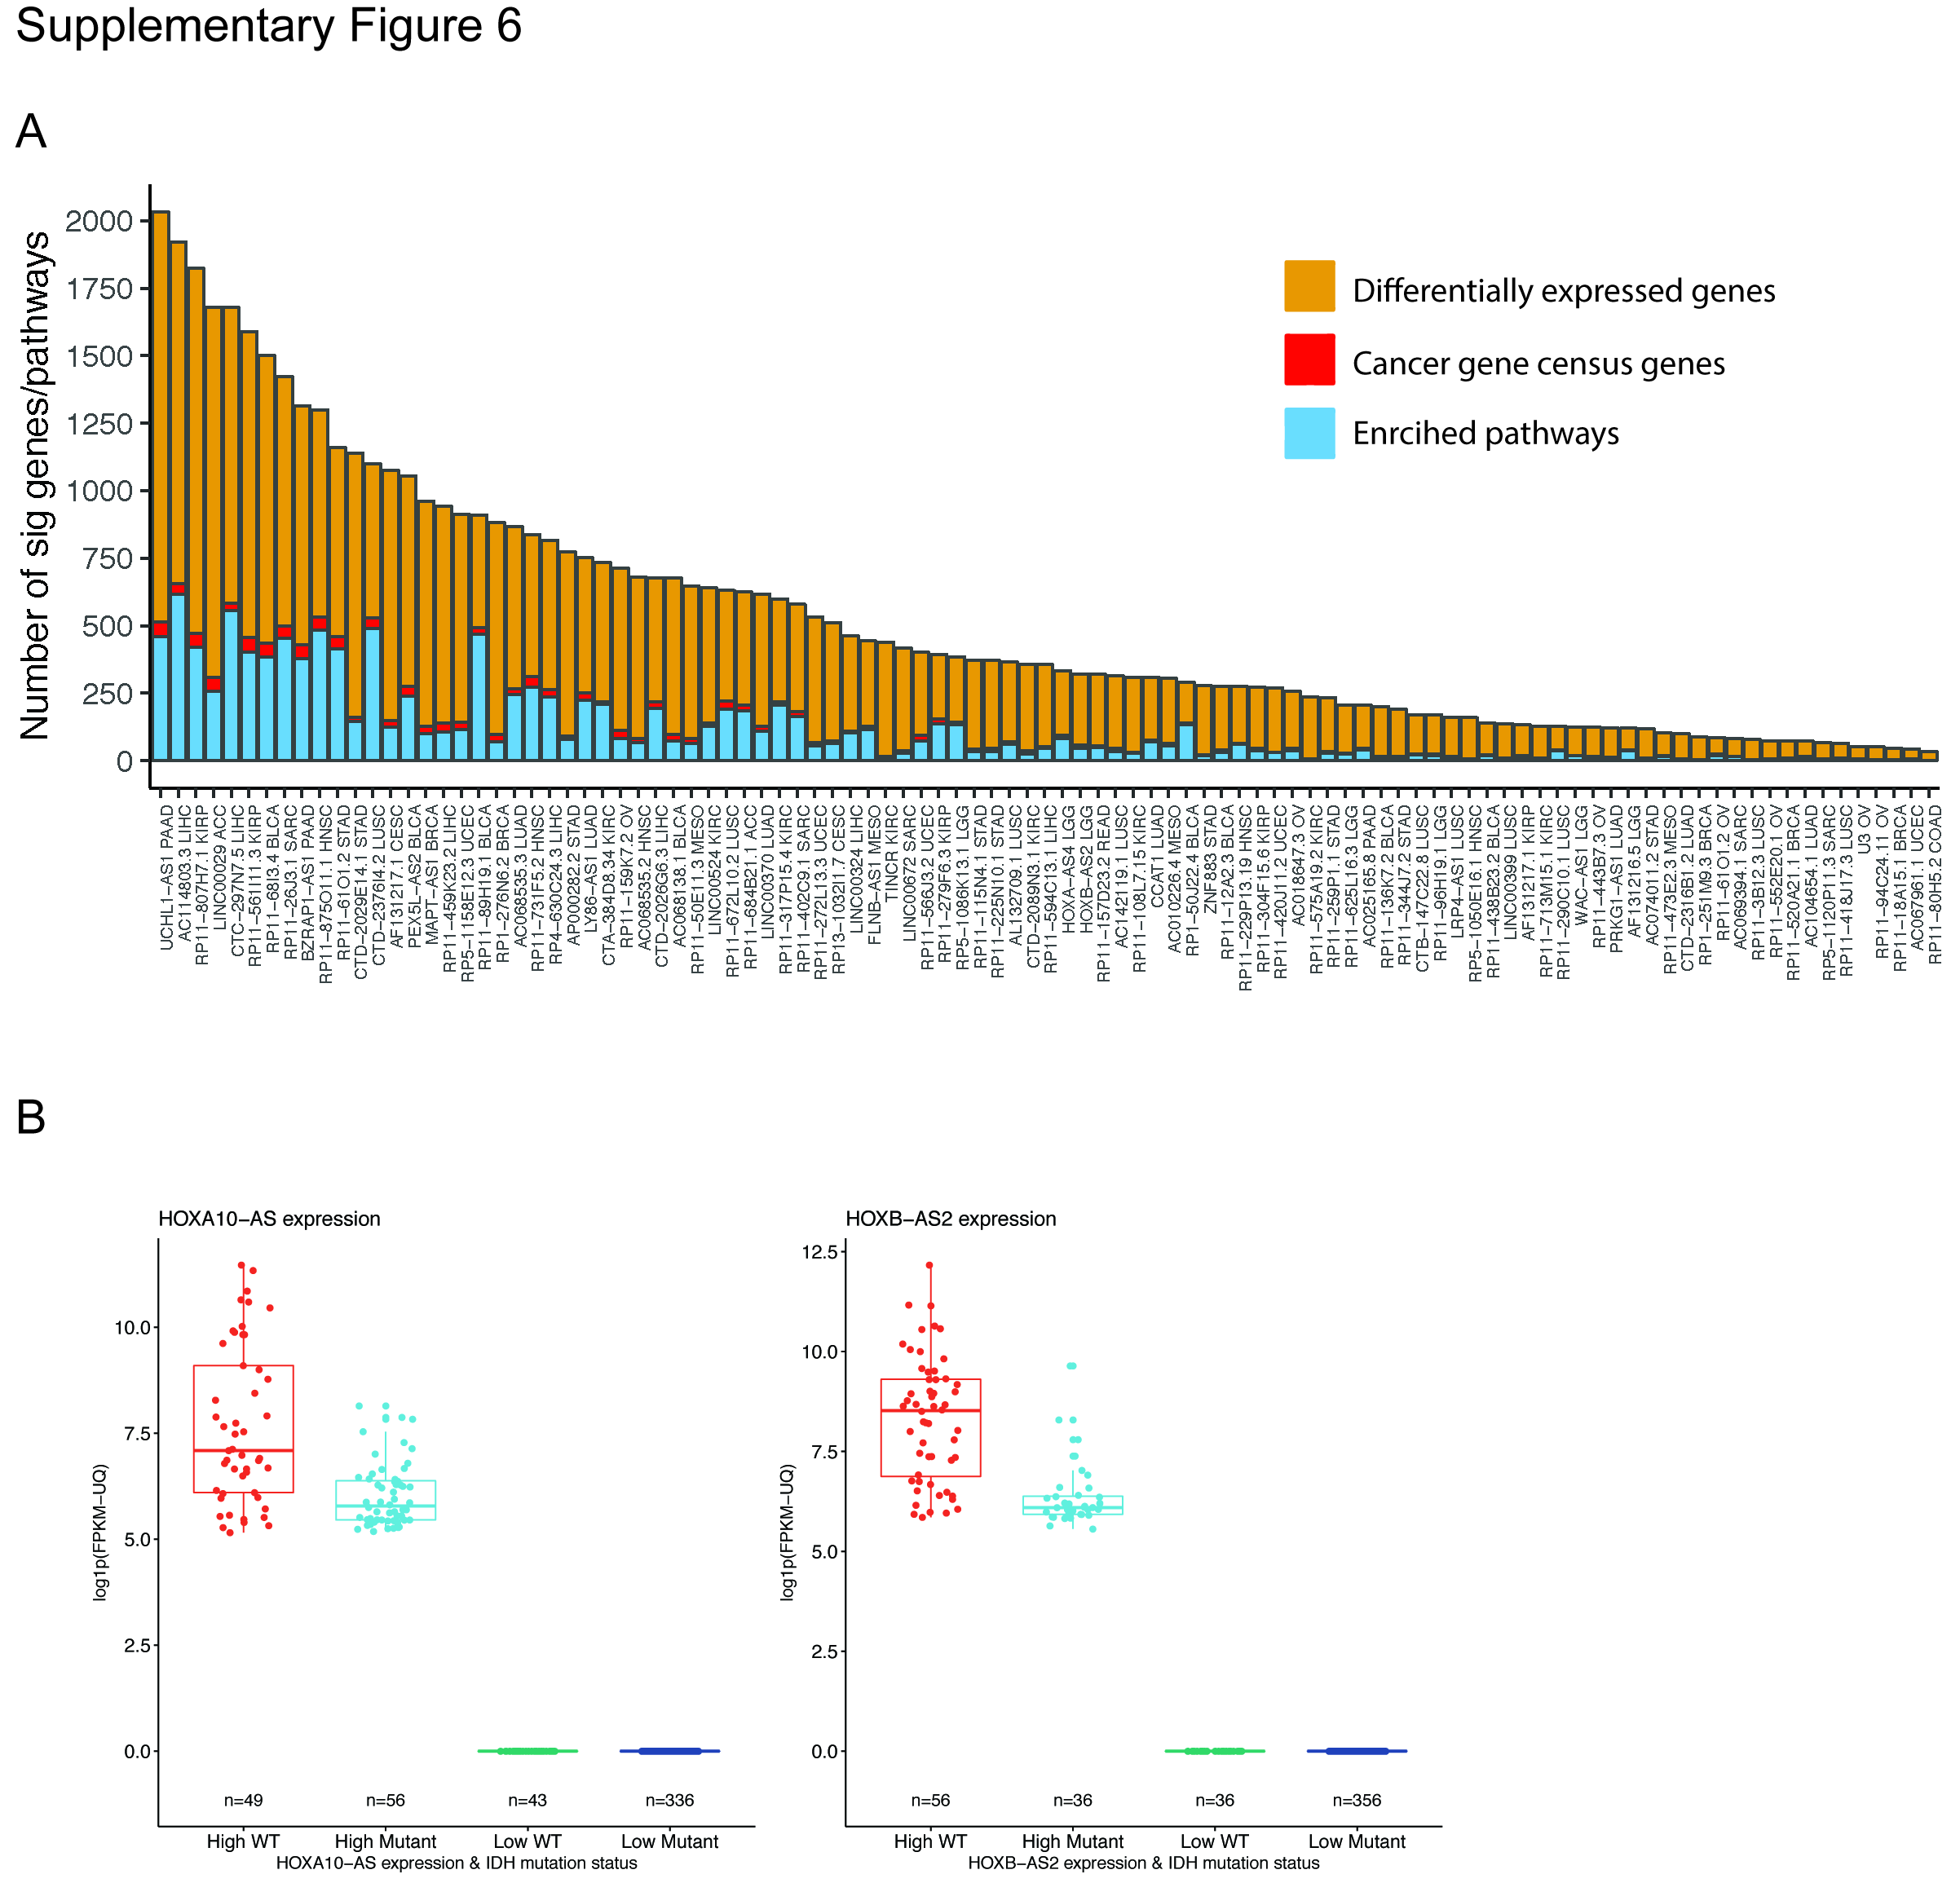 Supplementary Figure 6
A
Number of sig genes/pathways
2000
1750
1500
1250
1000
750
500
250
0
Differentially expressed genes
Cancer gene census genes
Enrcihed pathways
UCHL1−AS1 PAAD
AC114803.3 LIHC
RP11−807H7.1 KIRP
LINC00029 ACC
CTC−297N7.5 LIHC
RP11−561I11.3 KIRP
RP11−68I3.4 BLCA
RP11−26J3.1 SARC
BZRAP1−AS1 PAAD
RP11−875O11.1 HNSC
RP11−61O1.2 STAD
CTD−2029E14.1 STAD
CTD−2376I4.2 LUSC
AF131217.1 CESC
PEX5L−AS2 BLCA
MAPT−AS1 BRCA
RP11−459K23.2 LIHC
RP5−1158E12.3 UCEC
RP11−89H19.1 BLCA
RP1−276N6.2 BRCA
AC068535.3 LUAD
RP11−731F5.2 HNSC
RP4−630C24.3 LIHC
AP000282.2 STAD
LY86−AS1 LUAD
CTA−384D8.34 KIRC
RP11−159K7.2 OV
AC068535.2 HNSC
CTD−2026G6.3 LIHC
AC068138.1 BLCA
RP11−50E11.3 MESO
LINC00524 KIRC
RP11−672L10.2 LUSC
RP11−684B21.1 ACC
LINC00370 LUAD
RP11−317P15.4 KIRC
RP11−402C9.1 SARC
RP11−272L13.3 UCEC
RP13−1032I1.7 CESC
LINC00324 LIHC
FLNB−AS1 MESO
TINCR KIRC
LINC00672 SARC
RP11−566J3.2 UCEC
RP11−279F6.3 KIRP
RP5−1086K13.1 LGG
RP11−115N4.1 STAD
RP11−225N10.1 STAD
AL132709.1 LUSC
CTD−2089N3.1 KIRC
RP11−594C13.1 LIHC
HOXA−AS4 LGG
HOXB−AS2 LGG
RP11−157D23.2 READ
AC142119.1 LUSC
RP11−108L7.15 KIRC
CCAT1 LUAD
AC010226.4 MESO
RP1−50J22.4 BLCA
ZNF883 STAD
RP11−12A2.3 BLCA
RP11−229P13.19 HNSC
RP11−304F15.6 KIRP
RP11−420J11.2 UCEC
AC018647.3 OV
RP11−575A19.2 KIRC
RP11−259P1.1 STAD
RP11−625L16.3 LGG
AC025165.8 PAAD
RP11−136K7.2 BLCA
RP11−344J7.2 STAD
CTB−147C22.8 LUSC
RP11−96H19.1 LGG
LRP4−AS1 LUSC
RP5−1050E16.1 HNSC
RP11−438B23.2 BLCA
LINC00399 LUSC
AF131217.1 KIRP
RP11−713M15.1 KIRC
RP11−290C10.1 LUSC
WAC−AS1 LGG
RP11−443B7.3 OV
PRKG1−AS1 LUAD
AF131216.5 LGG
AC074011.2 STAD
RP11−473E2.3 MESO
CTD−2316B1.2 LUAD
RP1−251M9.3 BRCA
RP11−61O1.2 OV
AC069394.1 SARC
RP11−3B12.3 LUSC
RP11−552E20.1 OV
RP11−520A21.1 BRCA
AC104654.1 LUAD
RP5−1120P11.3 SARC
RP11−418J17.3 LUSC
U3 OV
RP11−94C24.11 OV
RP11−18A15.1 BRCA
AC067961.1 UCEC
RP11−80H5.2 COAD
B
HOXA10−AS expression
log1p(FPKM−UQ)
10.0
7.5
5.0
2.5
0.0
n=49
n=56
n=43
n=336
High WT
High Mutant
Low WT
Low Mutant
HOXA10−AS expression & IDH mutation status
HOXB−AS2 expression
log1p(FPKM−UQ)
12.5
10.0
7.5
5.0
2.5
0.0
n=56
n=36
n=36
n=356
High WT
High Mutant
Low WT
Low Mutant
HOXB−AS2 expression & IDH mutation status